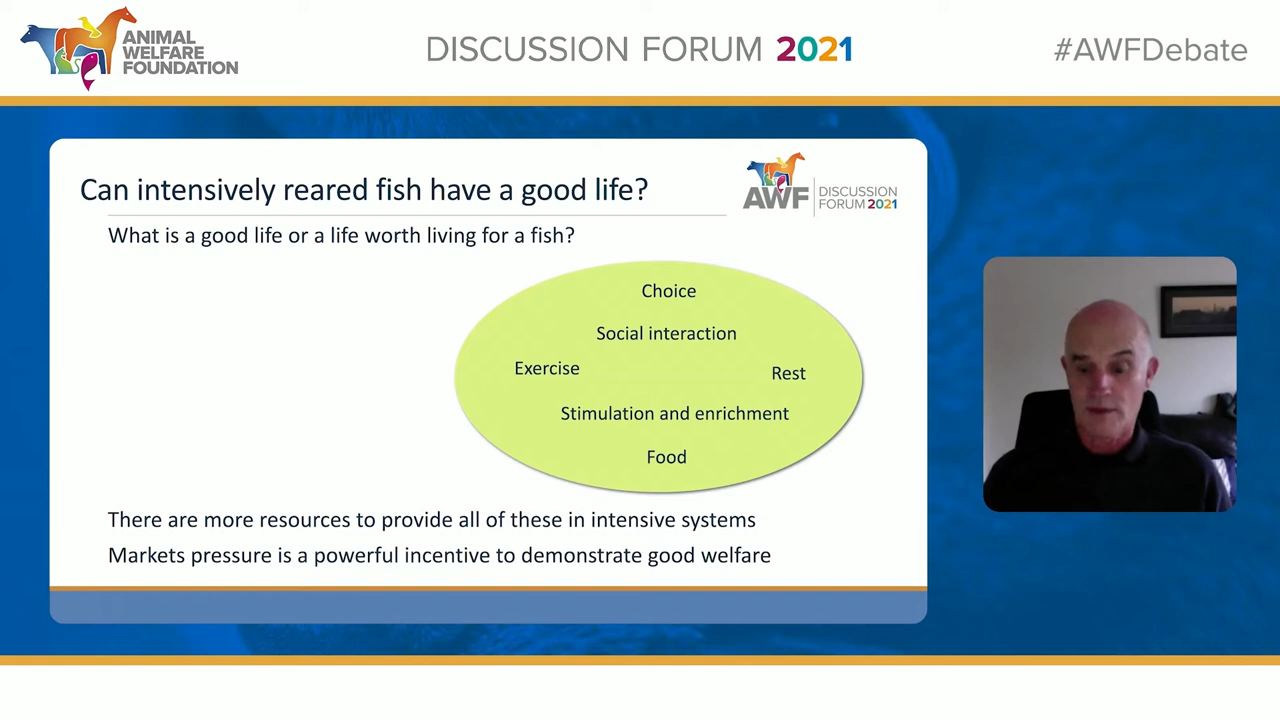 ANIMAL
WELFARE
FOUNDATION
DISCUSSION FORUM 2021
#AWFDebate
Can intensively reared fish have a good life?
AWF
DISCUSSION
FORUM 2021
What is a good life or a life worth living for a fish?
Choice
Social interaction
Exercise
Rest
Stimulation and enrichment
Food
There are more resources to provide all of these in intensive systems
Markets pressure is a powerful incentive to demonstrate good welfare